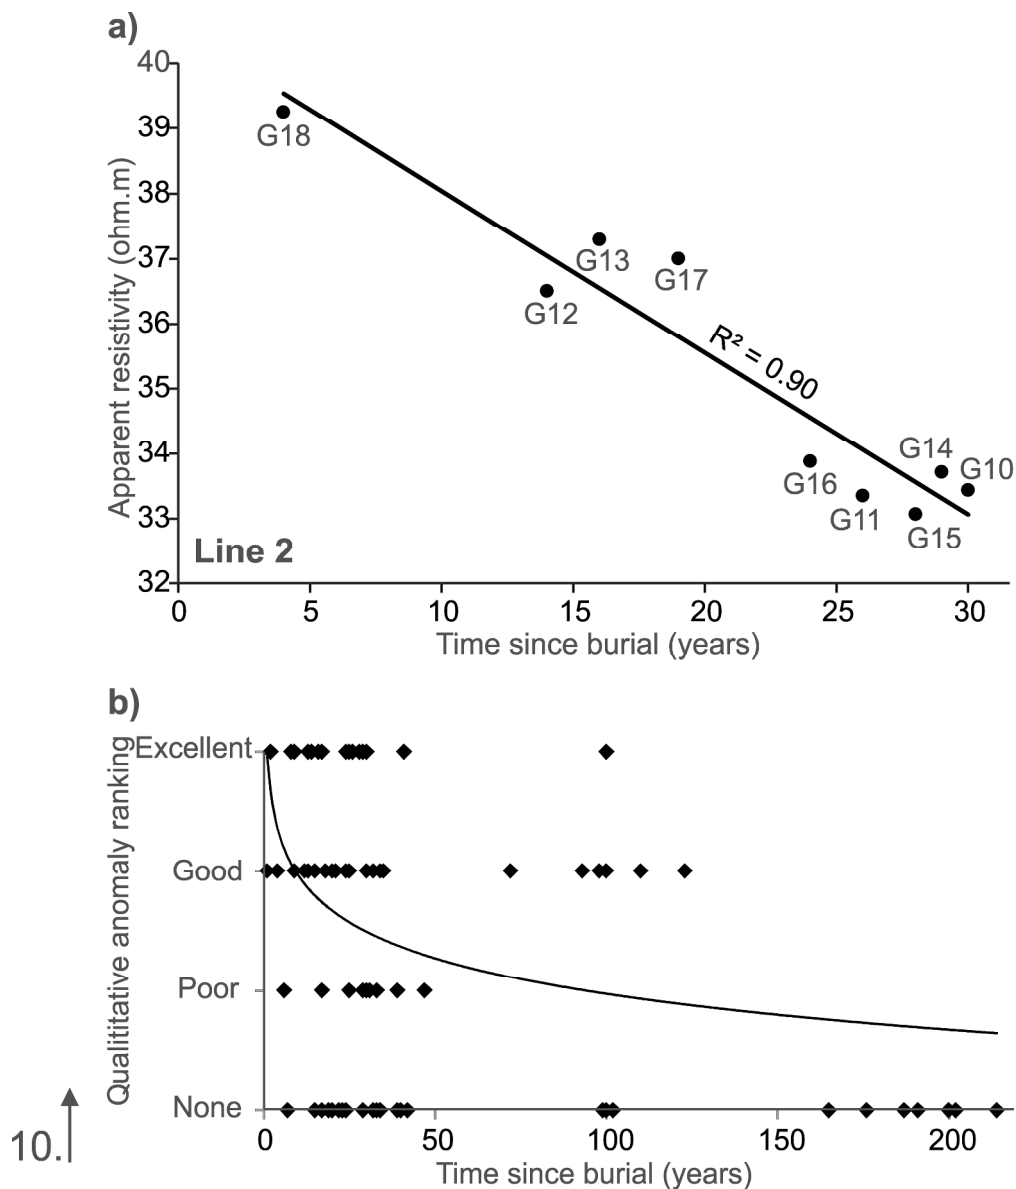 a)
40
39
38
37
36
35
34
33
32
Apparent resistivity (ohm.m)
G18
G13
G17
G12
R² = 0.90
G14
G10
G16
G11
G15
Line 2
0 5 10 15 20 25 30
Time since burial (years)
b)
Qualititative anomaly ranking
Excellent
Good
Poor
None
0 50 100 150 200
Time since burial (years)
10.